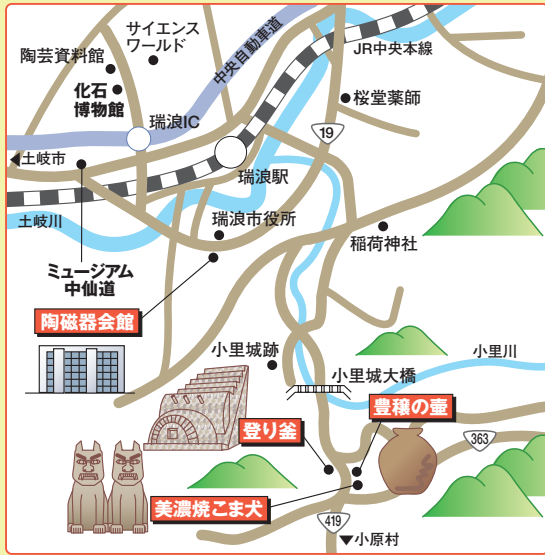 サイエンス
ワールド
陶芸資料館
中央自動車道
JR中央本線
化石
博物館
桜堂薬師
瑞浪IC
19
土岐市
瑞浪駅
土岐川
瑞浪市役所
稲荷神社
ミュージアム
中仙道
陶磁器会館
小里城跡
小里川
小里城大橋
豊穣の壺
登り釜
363
美濃焼こま犬
419
小原村